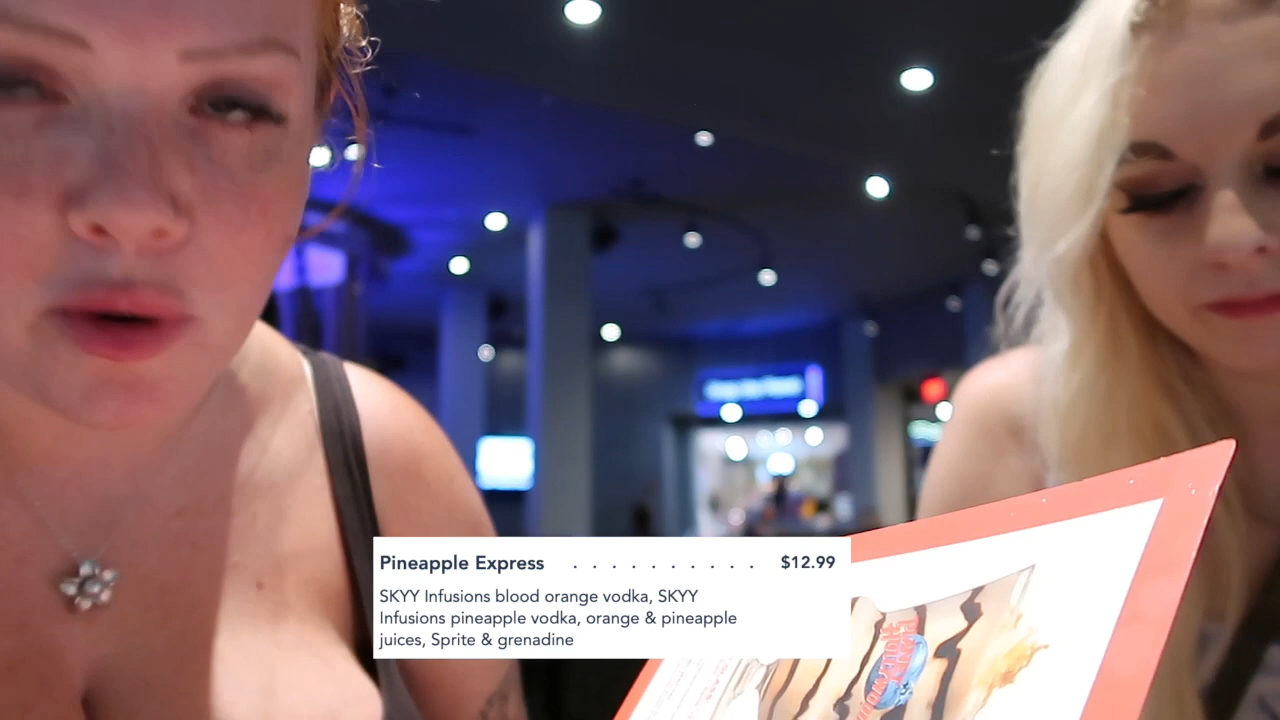 Pineapple Express . . . . . . . . . . $12.99
SKYY Infusions blood orange vodka, SKYY
Infusions pineapple vodka, orange & pineapple
juices, Sprite & grenadine